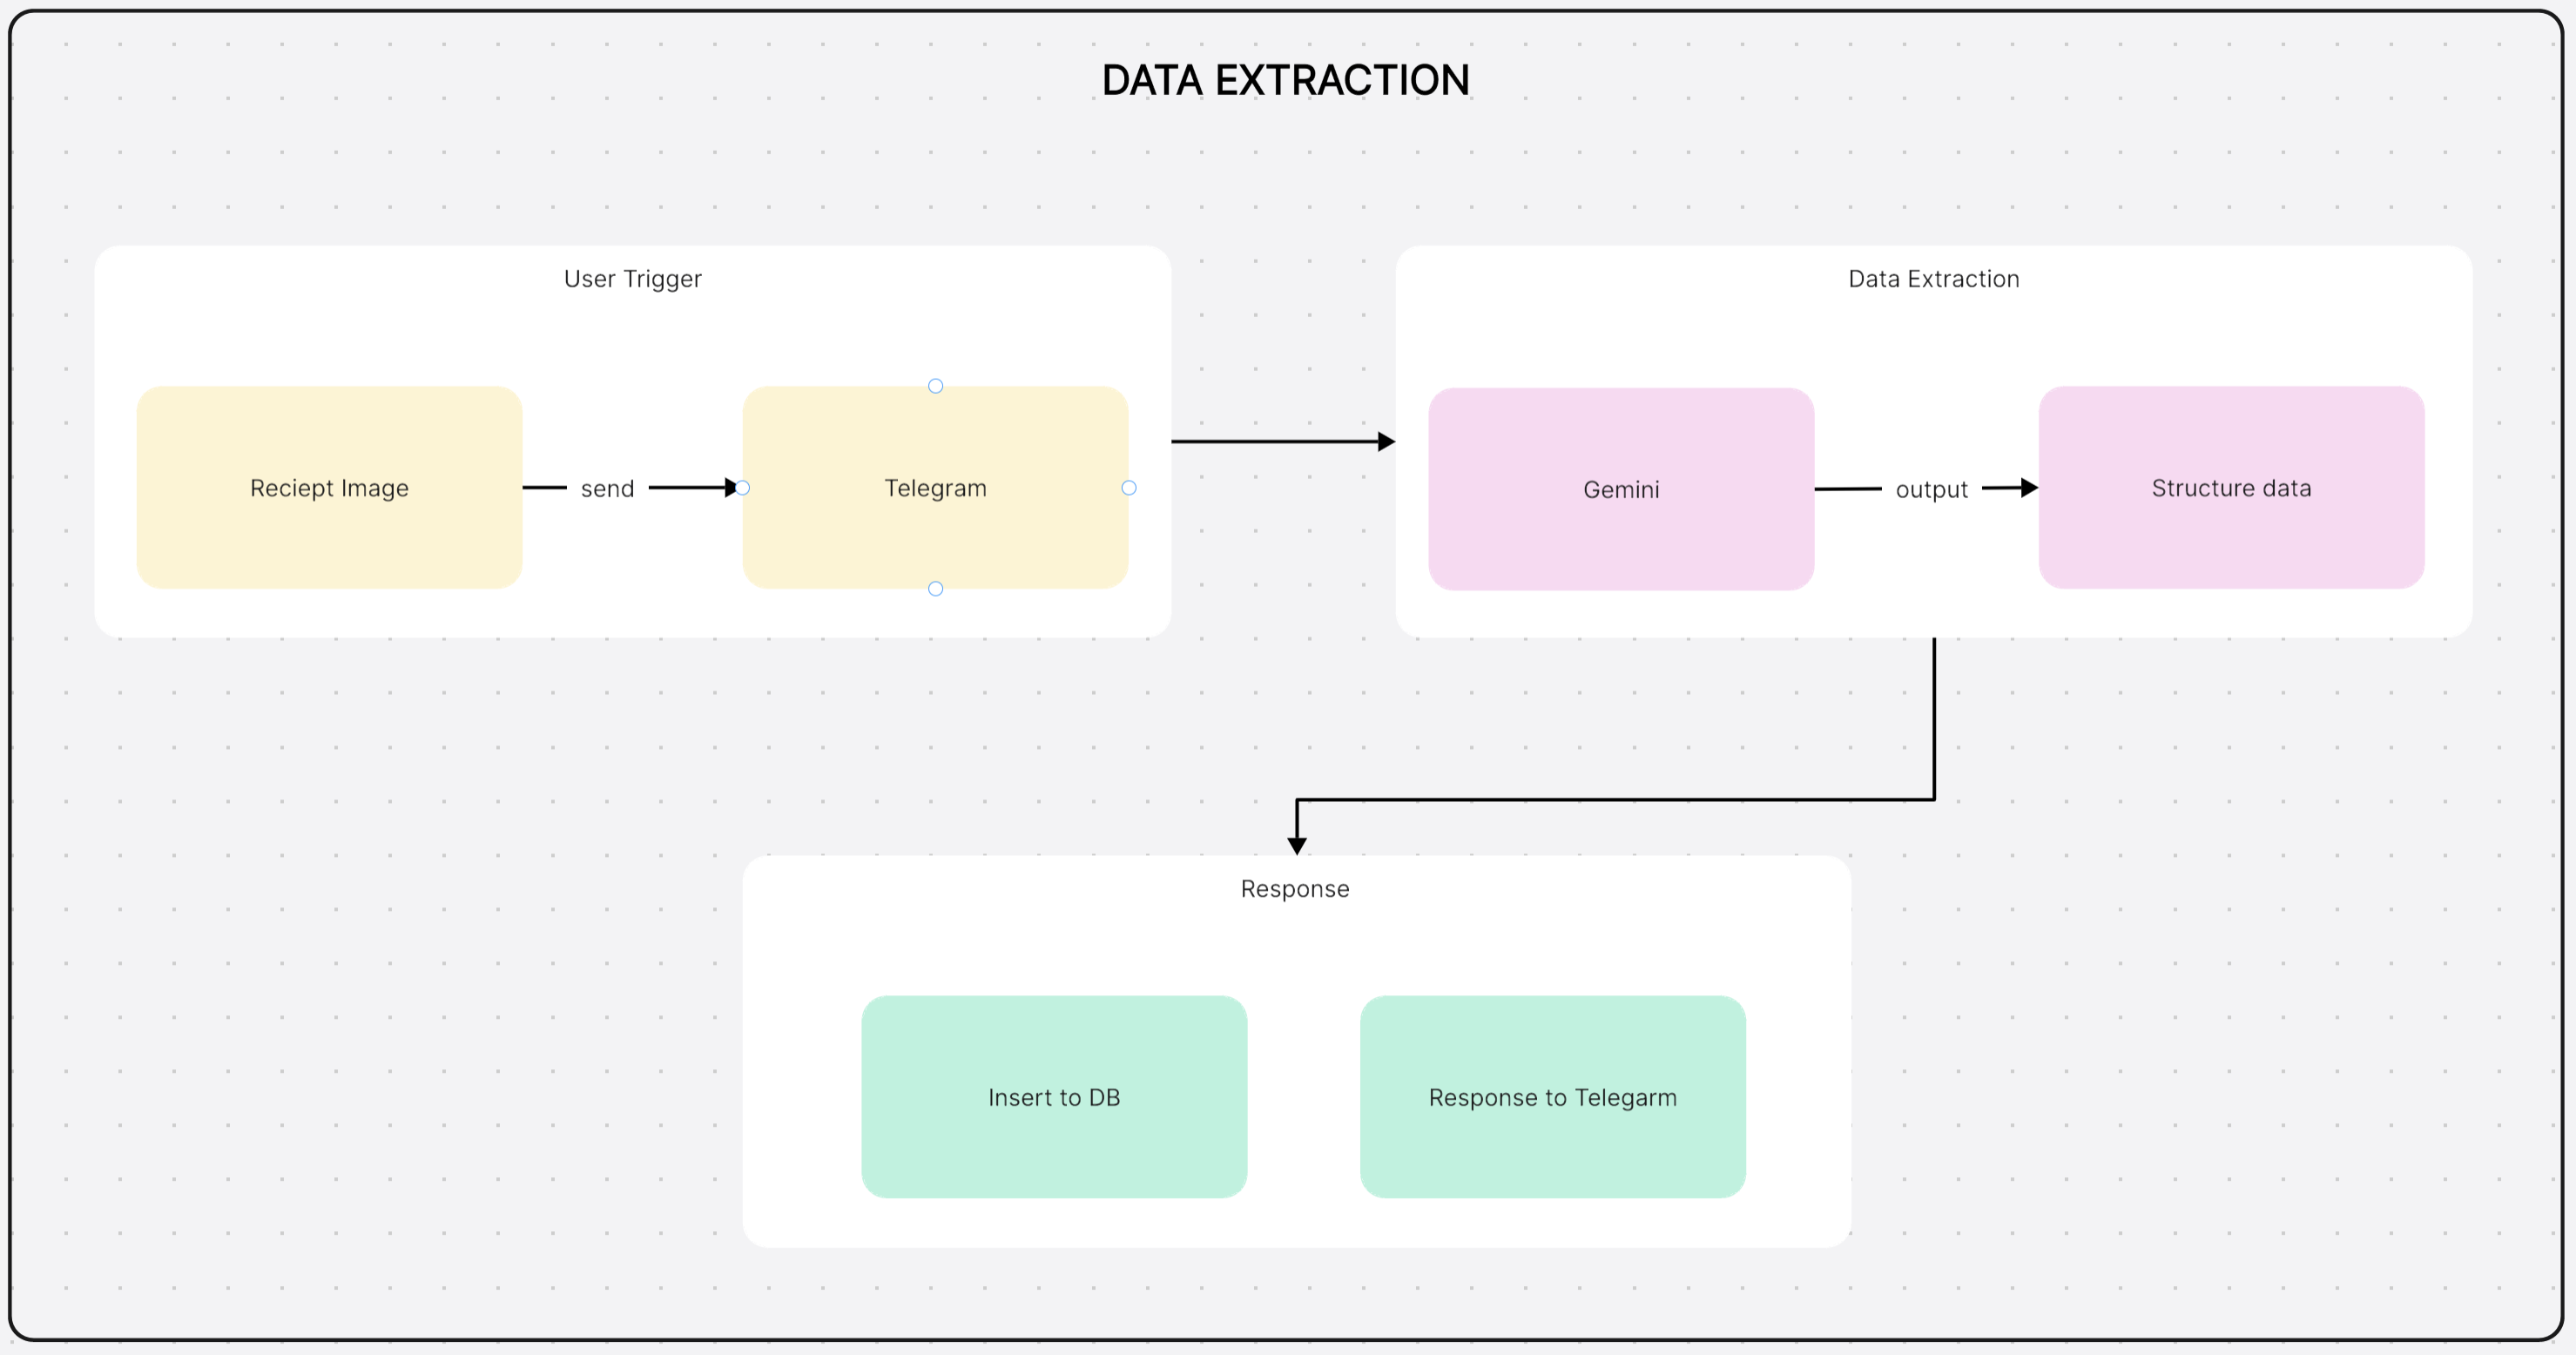 DATA EXTRACTION
User Trigger
Reciept Image
send
Telegram
Data Extraction
Gemini
output
Structure data
Response
Insert to DB
Response to Telegarm